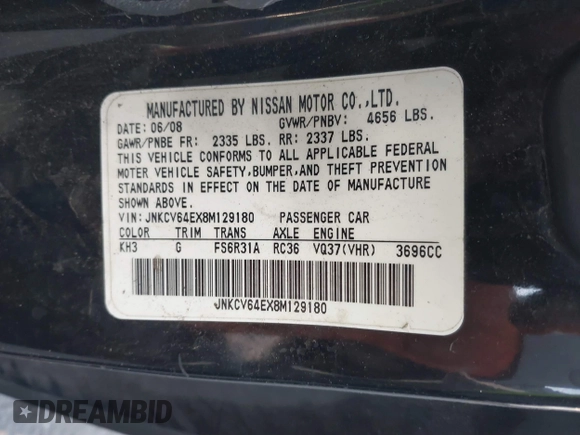 MANUFACTURED BY NISSAN MOTOR CO.,LTD.
DATE: 06/08 GVWR/PNBV: 4656 LBS.
GAWR/PNBE FR: 2335 LBS. RR: 2337 LBS.
THIS VEHICLE CONFORMS TO ALL APPLICABLE FEDERAL
MOTOR VEHICLE SAFETY,BUMPER,AND THEFT PREVENTION
STANDARDS IN EFFECT ON THE DATE OF MANUFACTURE
SHOWN ABOVE.
VIN: JNKCV64EX8M129180 PASSENGER CAR
COLOR TRIM TRANS AXLE ENGINE
KH3 G FS6R31A RC36 VQ37(VHR) 3696CC
JNKCV64EX8M129180
DREAMBID